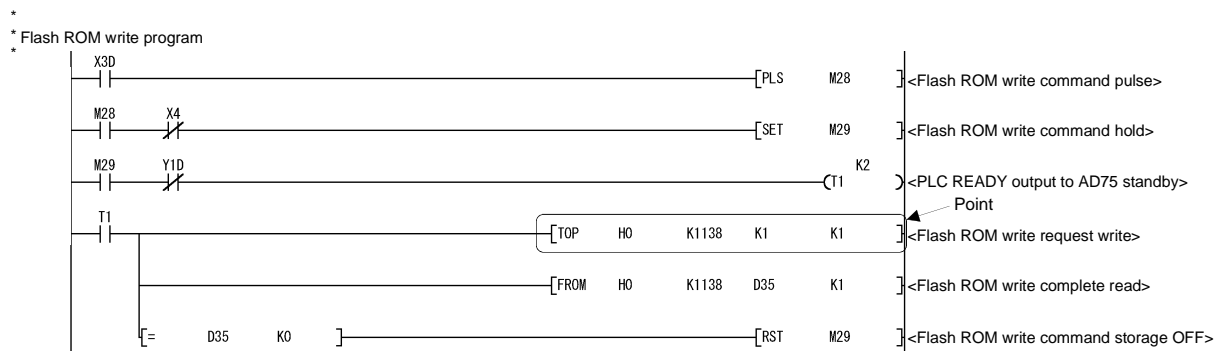 *
* Flash ROM write program
*
X3D
[PLS M28 ] <Flash ROM write command pulse>
M28 X4
[SET M29 ] <Flash ROM write command hold>
M29 Y1D K2
(T1 ) <PLC READY output to AD75 standby>
Point
T1
[TOP H0 K1138 K1 K1 ] <Flash ROM write request write>
[FROM H0 K1138 D35 K1 ] <Flash ROM write complete read>
[= D35 K0 ] [RST M29 ] <Flash ROM write command storage OFF>